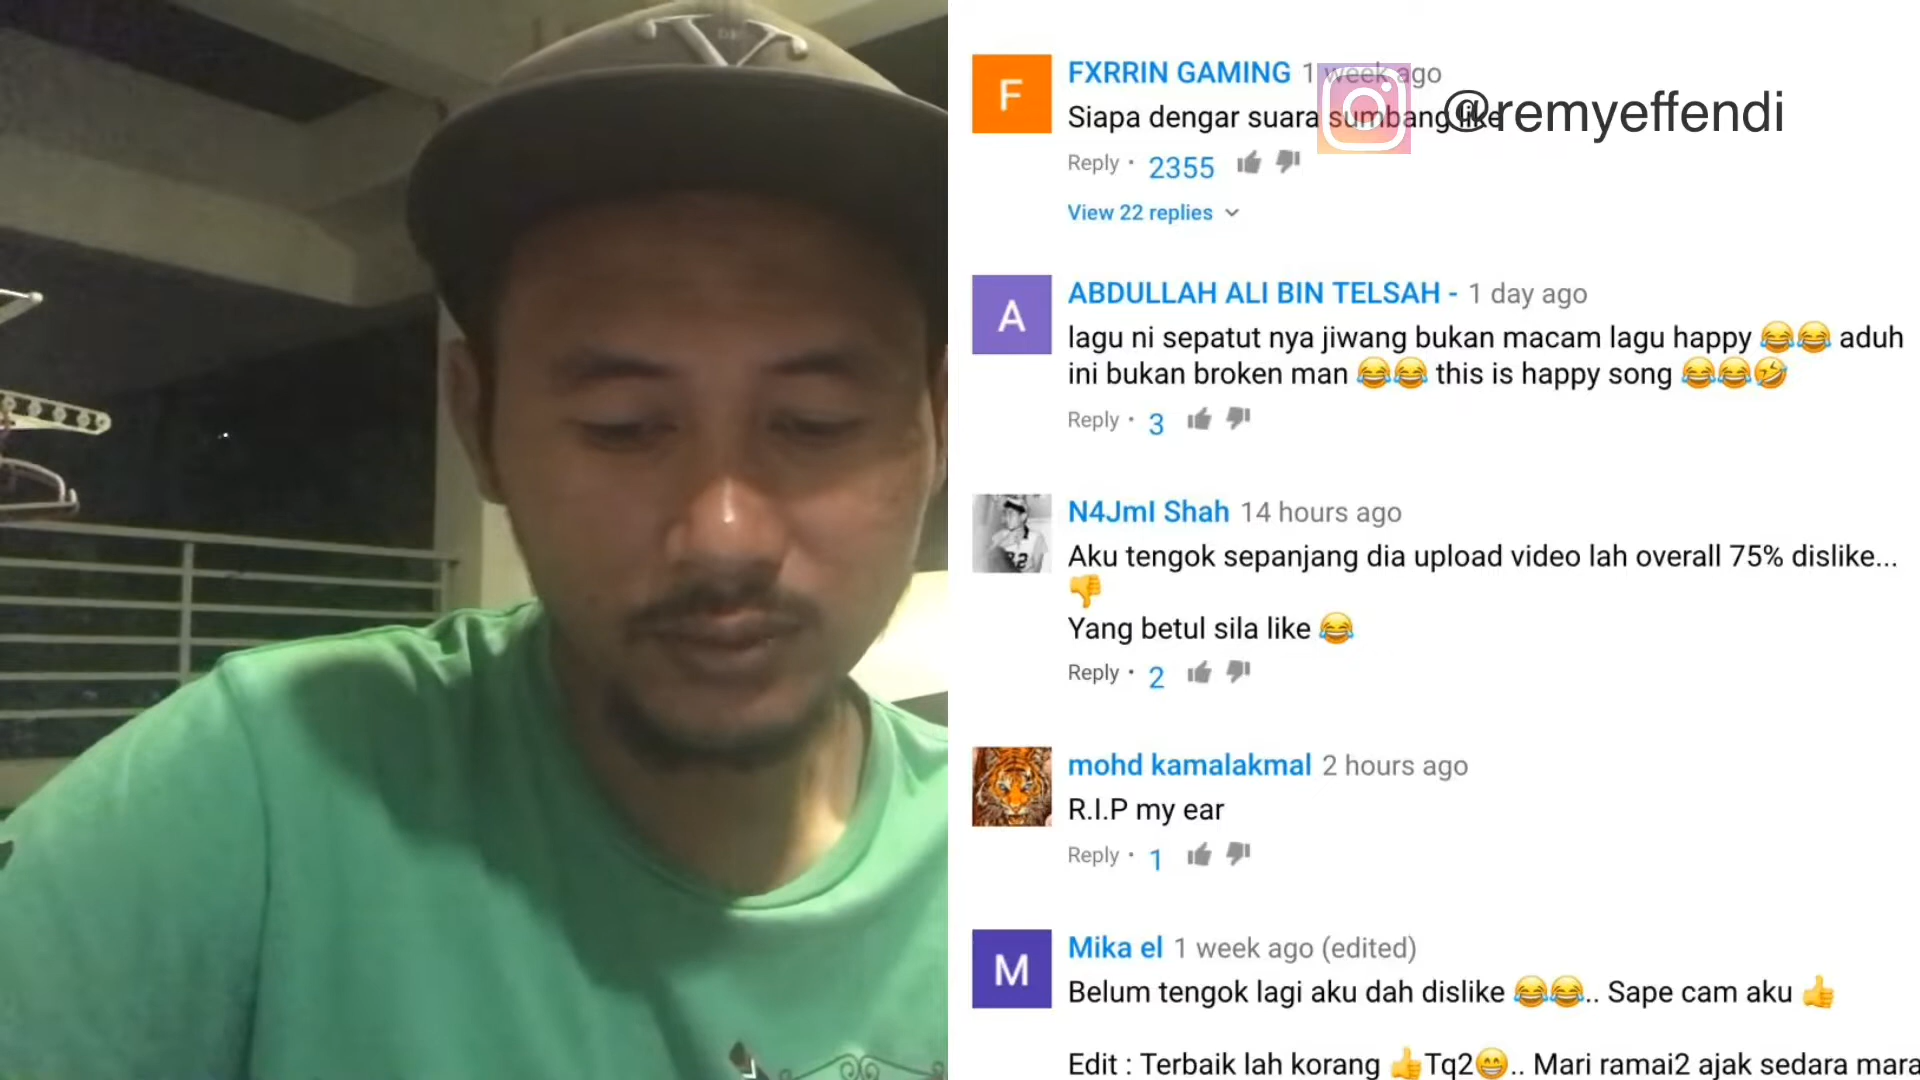 F
FXRRIN GAMING 1 week ago
@remyeffendi
Siapa dengar suara sumbang like
Reply • 2355
View 22 replies
A
ABDULLAH ALI BIN TELSAH - 1 day ago
lagu ni sepatut nya jiwang bukan macam lagu happy 😂😂 aduh
ini bukan broken man 😂😂 this is happy song 😂😂🤣
Reply • 3
N4JmI Shah 14 hours ago
Aku tengok sepanjang dia upload video lah overall 75% dislike...
👎
Yang betul sila like 😂
Reply • 2
mohd kamalakmal 2 hours ago
R.I.P my ear
Reply • 1
M
Mika el 1 week ago (edited)
Belum tengok lagi aku dah dislike 😂😂.. Sape cam aku 👍
Edit : Terbaik lah korang 👍Tq2😁.. Mari ramai2 ajak sedara mara